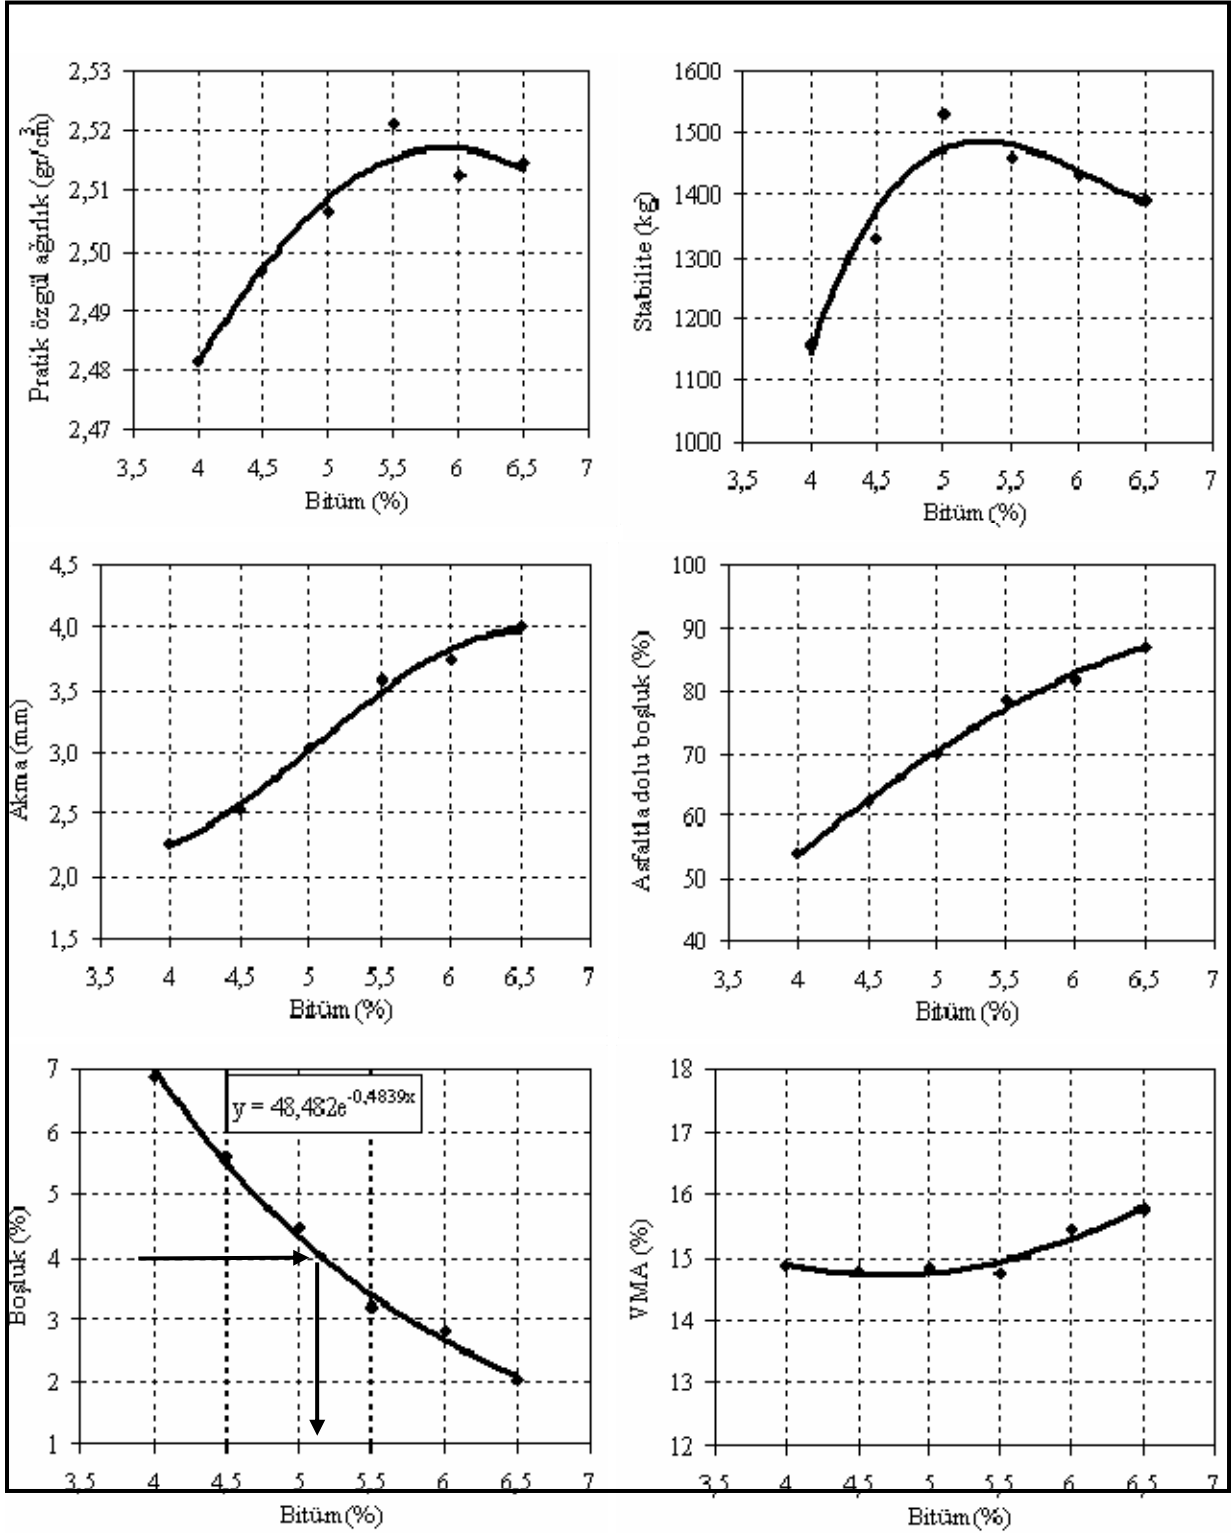 2,53
2,52
2,51
2,50
2,49
2,48
2,47
Pratik özgül ağırlık (gr/cm3)
3,5 4 4,5 5 5,5 6 6,5 7
Bitüm (%)
1600
1500
1400
1300
1200
1100
1000
Stabilite (kg)
3,5 4 4,5 5 5,5 6 6,5 7
Bitüm (%)
4,5
4,0
3,5
3,0
2,5
2,0
1,5
Akma (mm)
3,5 4 4,5 5 5,5 6 6,5 7
Bitüm (%)
100
90
80
70
60
50
40
Asfaltla dolu boşluk (%)
3,5 4 4,5 5 5,5 6 6,5 7
Bitüm (%)
7
6
5
4
3
2
1
Boşluk (%)
y = 48,482e-0,4839x
3,5 4 4,5 5 5,5 6 6,5 7
Bitüm (%)
18
17
16
15
14
13
12
VMA (%)
3,5 4 4,5 5 5,5 6 6,5 7
Bitüm (%)